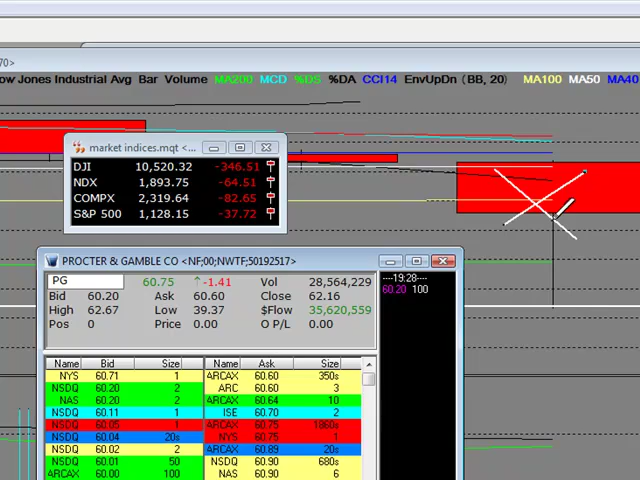 70>
ow Jones Industrial Avg Bar Volume MA200 MCD %DS %DA CCI14 EnvUpDn (BB, 20) MA100 MA50 MA40
market indices.mqt <...
DJI 10,520.32 -346.51
NDX 1,893.75 -64.51
COMPX 2,319.64 -82.65
S&P 500 1,128.15 -37.72
PROCTER & GAMBLE CO <NF;00;NWTF;50192517>
PG 60.75 ↑-1.41 Vol 28,564,229
Bid 60.20 Ask 60.60 Close 62.16
High 62.67 Low 39.37 $Flow 35,620,559
Pos 0 Price 0.00 O P/L 0.00
---19:28---
60.20 100
Name Bid Size Name Ask Size
NYS 60.71 1 ARCAX 60.60 350s
NSDQ 60.20 2 ARC 60.60 3
NAS 60.20 2 ARCAX 60.64 10
NSDQ 60.11 1 ISE 60.70 2
NSDQ 60.05 1 ARCAX 60.75 1860s
NSDQ 60.04 20s NYS 60.75 1
NSDQ 60.02 2 ARCAX 60.89 20s
NSDQ 60.01 50 NSDQ 60.90 680s
ARCAX 60.00 100 NAS 60.90 6